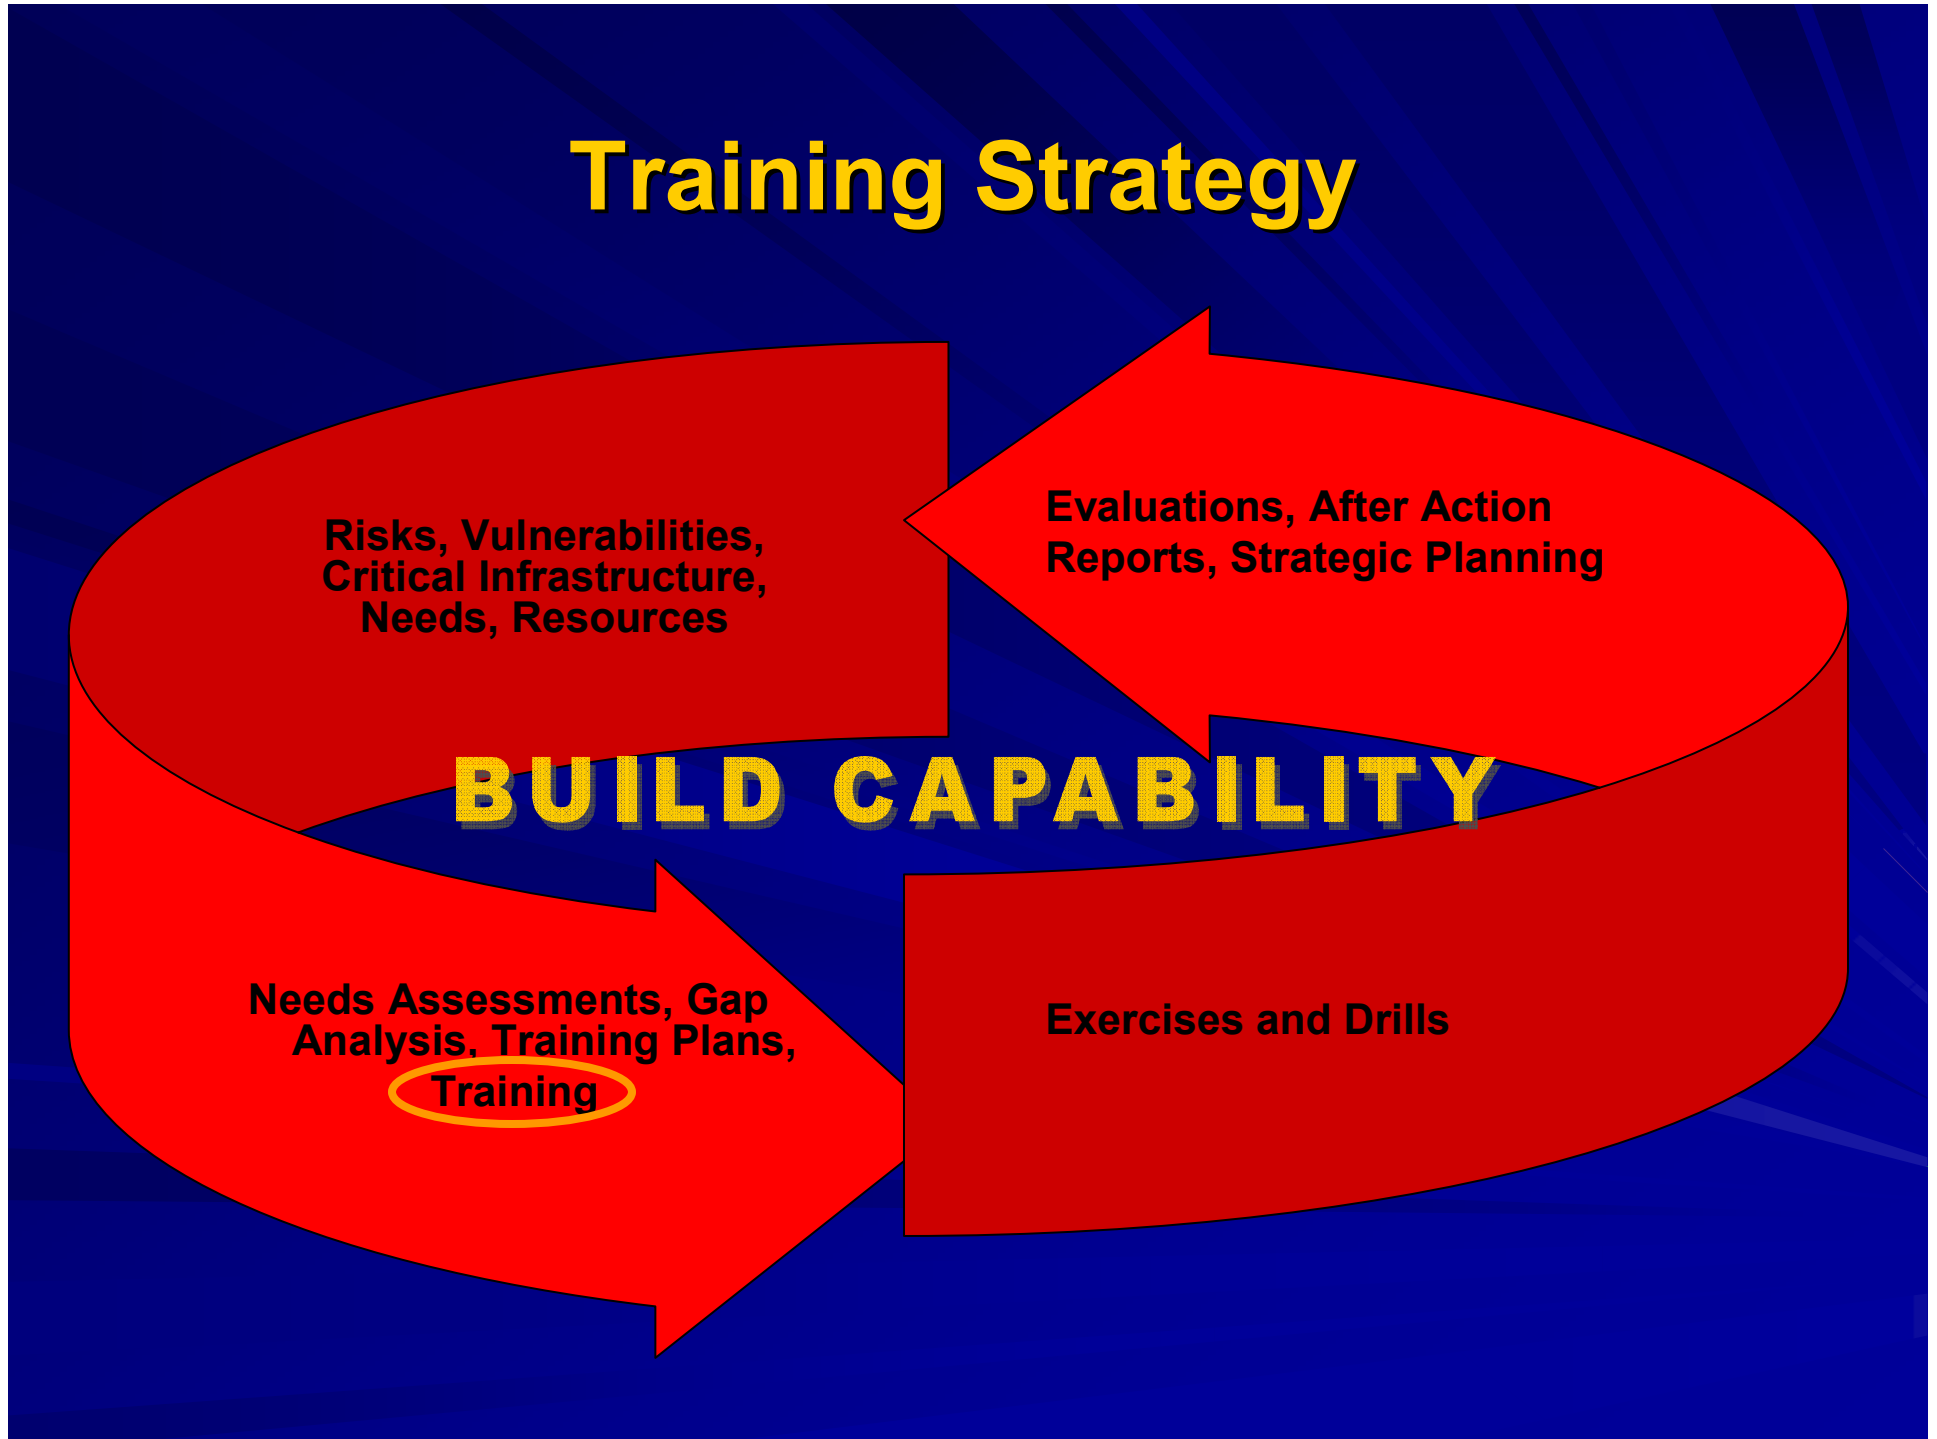 Training Strategy
Risks, Vulnerabilities,
Critical Infrastructure,
Needs, Resources
Evaluations, After Action
Reports, Strategic Planning
BUILD CAPABILITY
Needs Assessments, Gap
Analysis, Training Plans,
Training
Exercises and Drills